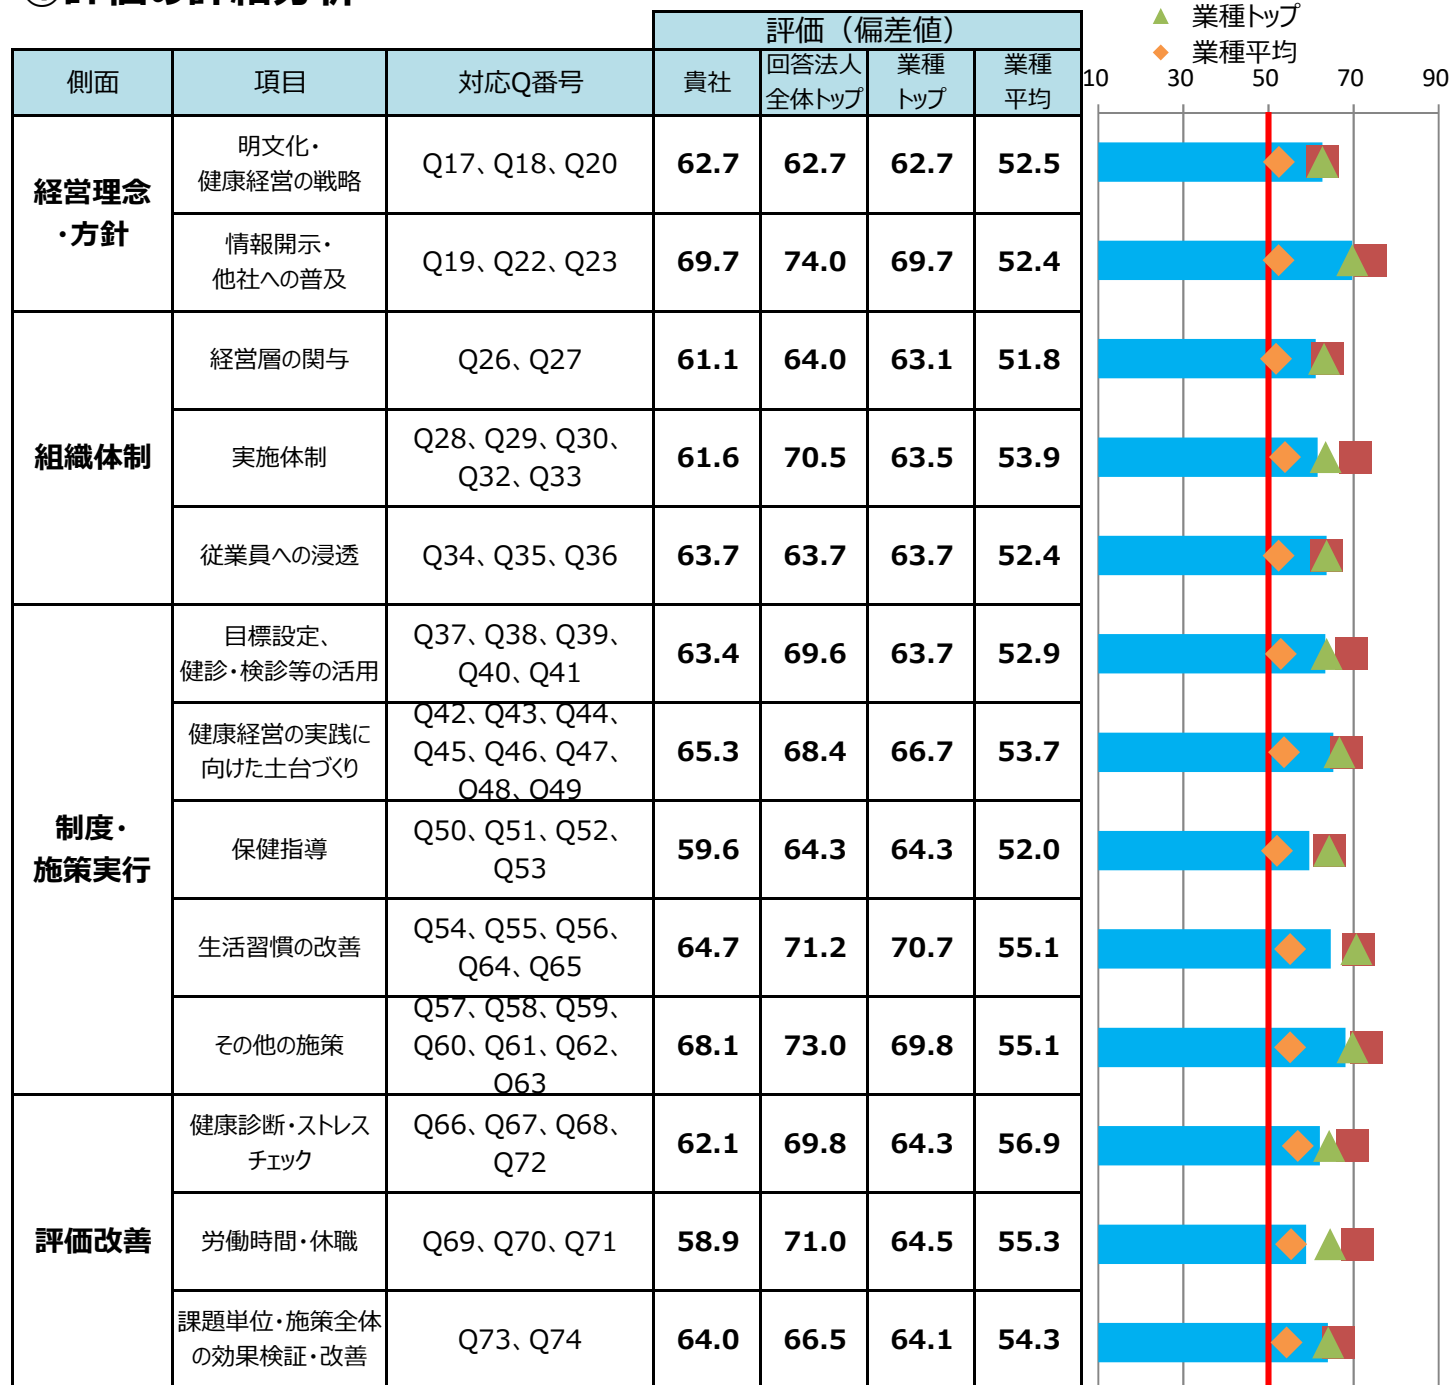 ①評価の詳細分析
▲ 業種トップ
◆ 業種平均
評価（偏差値）
側面 項目 対応Q番号 貴社 回答法人 業種 業種
全体トップ トップ 平均
10 30 50 70 90
経営理念
・方針
明文化・
健康経営の戦略
Q17、Q18、Q20 62.7 62.7 62.7 52.5
情報開示・
他社への普及
Q19、Q22、Q23 69.7 74.0 69.7 52.4
組織体制
経営層の関与 Q26、Q27 61.1 64.0 63.1 51.8
実施体制
Q28、Q29、Q30、
Q32、Q33
61.6 70.5 63.5 53.9
従業員への浸透 Q34、Q35、Q36 63.7 63.7 63.7 52.4
制度・
施策実行
目標設定、
健診・検診等の活用
Q37、Q38、Q39、
Q40、Q41
63.4 69.6 63.7 52.9
健康経営の実践に
向けた土台づくり
Q42、Q43、Q44、
Q45、Q46、Q47、
Q48、Q49
65.3 68.4 66.7 53.7
保健指導
Q50、Q51、Q52、
Q53
59.6 64.3 64.3 52.0
生活習慣の改善
Q54、Q55、Q56、
Q64、Q65
64.7 71.2 70.7 55.1
その他の施策
Q57、Q58、Q59、
Q60、Q61、Q62、
Q63
68.1 73.0 69.8 55.1
評価改善
健康診断・ストレス
チェック
Q66、Q67、Q68、
Q72
62.1 69.8 64.3 56.9
労働時間・休職 Q69、Q70、Q71 58.9 71.0 64.5 55.3
課題単位・施策全体
の効果検証・改善
Q73、Q74 64.0 66.5 64.1 54.3